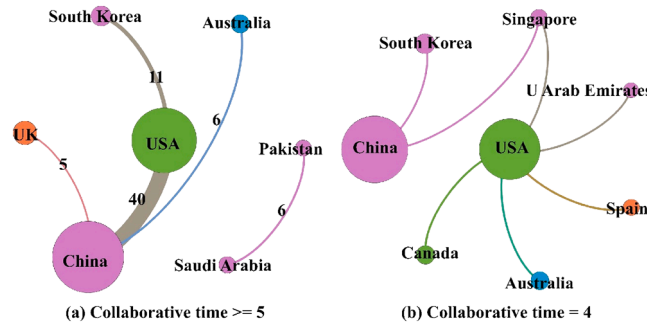 South Korea
Australia
11
USA
6
UK
5
Pakistan
40
6
China
Saudi Arabia
(a) Collaborative time >= 5
Singapore
South Korea
U Arab Emirates
China
USA
Spain
Canada
Australia
(b) Collaborative time = 4